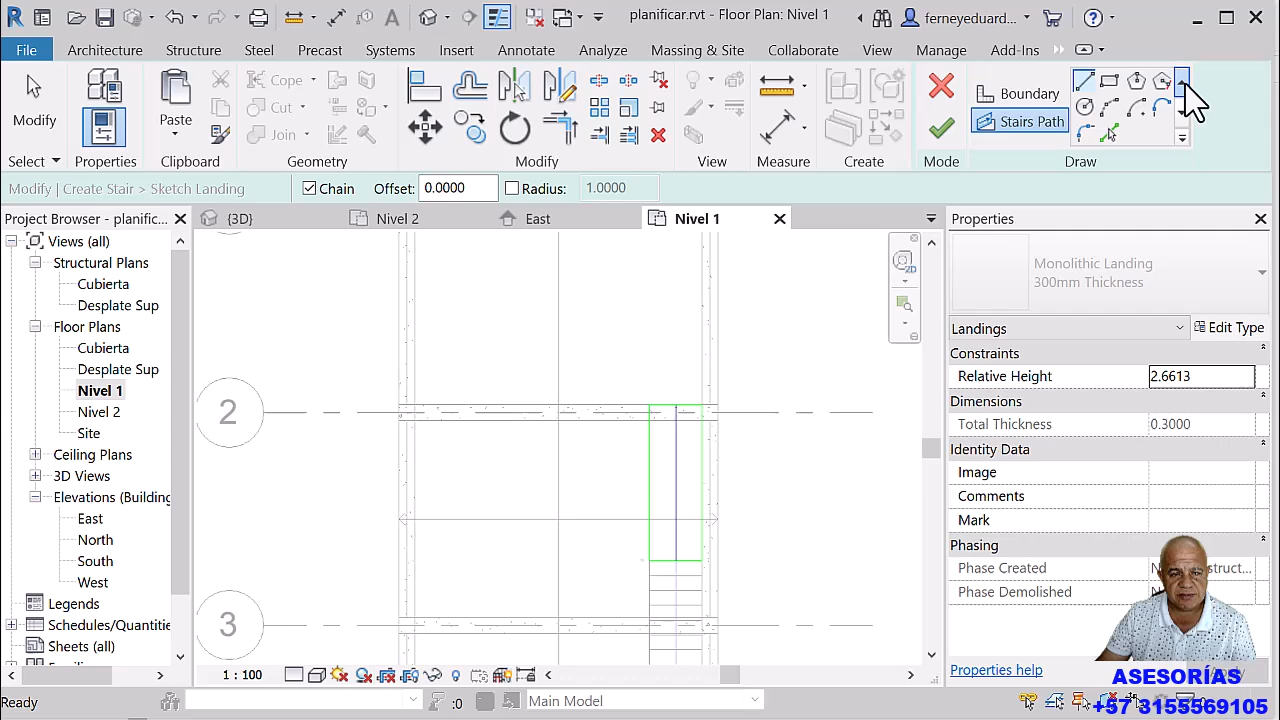 planificar.rvt - Floor Plan: Nivel 1
ferneyeduard...
File
Architecture
Structure
Steel
Precast
Systems
Insert
Annotate
Analyze
Massing & Site
Collaborate
View
Manage
Add-Ins
Modify
Select
Properties
Paste
Clipboard
Cope
Cut
Join
Geometry
Modify
View
Measure
Create
Mode
Boundary
Stairs Path
Draw
Modify | Create Stair > Sketch Landing
Chain
Offset:
0.0000
Radius:
1.0000
Project Browser - planific...
{3D}
Nivel 2
East
Nivel 1
Views (all)
Structural Plans
Cubierta
Desplate Sup
Floor Plans
Cubierta
Desplate Sup
Nivel 1
Nivel 2
Site
Ceiling Plans
3D Views
Elevations (Building
East
North
South
West
Legends
Schedules/Quantitie
Sheets (all)
2
3
2D
Properties
Monolithic Landing
300mm Thickness
Landings
Edit Type
Constraints
Relative Height
2.6613
Dimensions
Total Thickness
0.3000
Identity Data
Image
Comments
Mark
Phasing
Phase Created
Phase Demolished
Properties help
1 : 100
Ready
:0
Main Model
ASESORÍAS
+57 3155569105